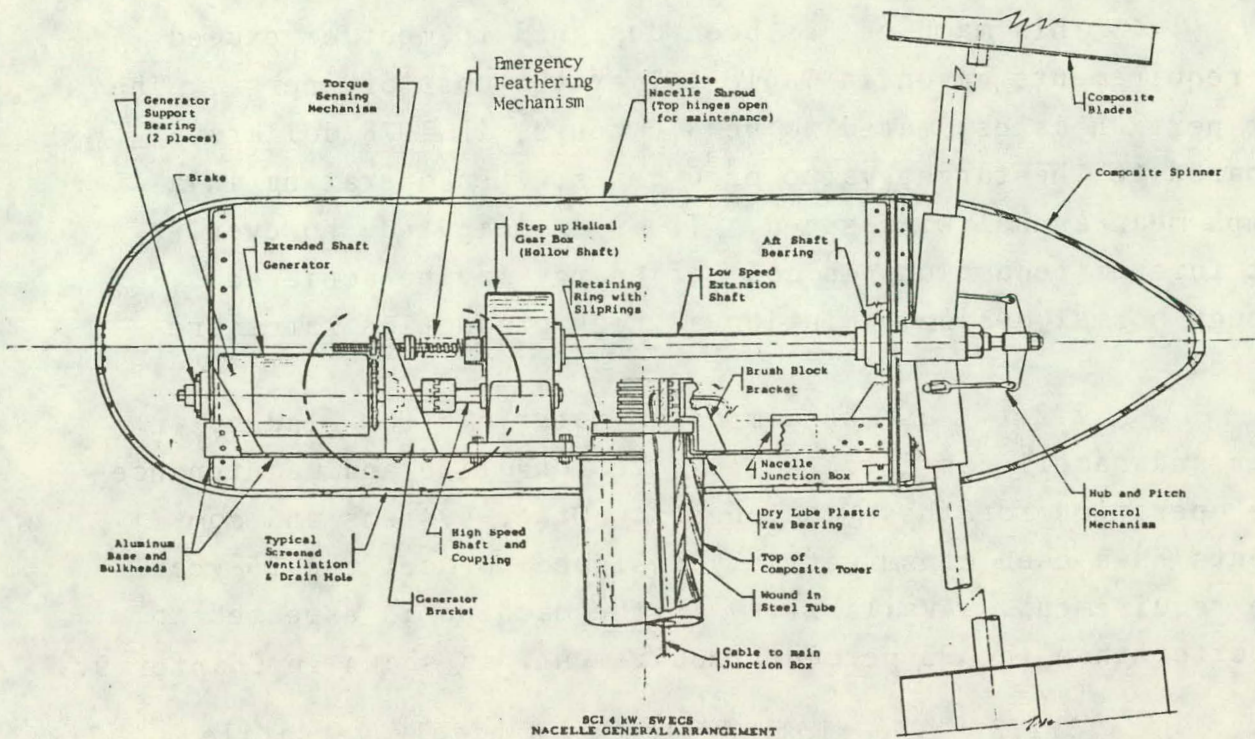 Emergency
Feathering
Mechanism
Torque
Sensing
Mechanism
Generator
Support
Bearing
(2 places)
Composite
Nacelle Shroud
(Top hinges open
for maintenance)
Composite
Blades
Brake
Composite Spinner
Extended Shaft
Generator
Step up Helical
Gear Box
(Hollow Shaft)
Aft Shaft
Bearing
Retaining
Ring with
SlipRings
Low Speed
Extension
Shaft
Brush Block
Bracket
Nacelle
Junction Box
Hub and Pitch
Control
Mechanism
Dry Lube Plastic
Yaw Bearing
Aluminum
Base and
Bulkheads
Typical
Screened
Ventilation
& Drain Hole
High Speed
Shaft and
Coupling
Generator
Bracket
Top of
Composite Tower
Wound in
Steel Tube
Cable to main
Junction Box
SCI 4 kW. SWECS
NACELLE GENERAL ARRANGEMENT